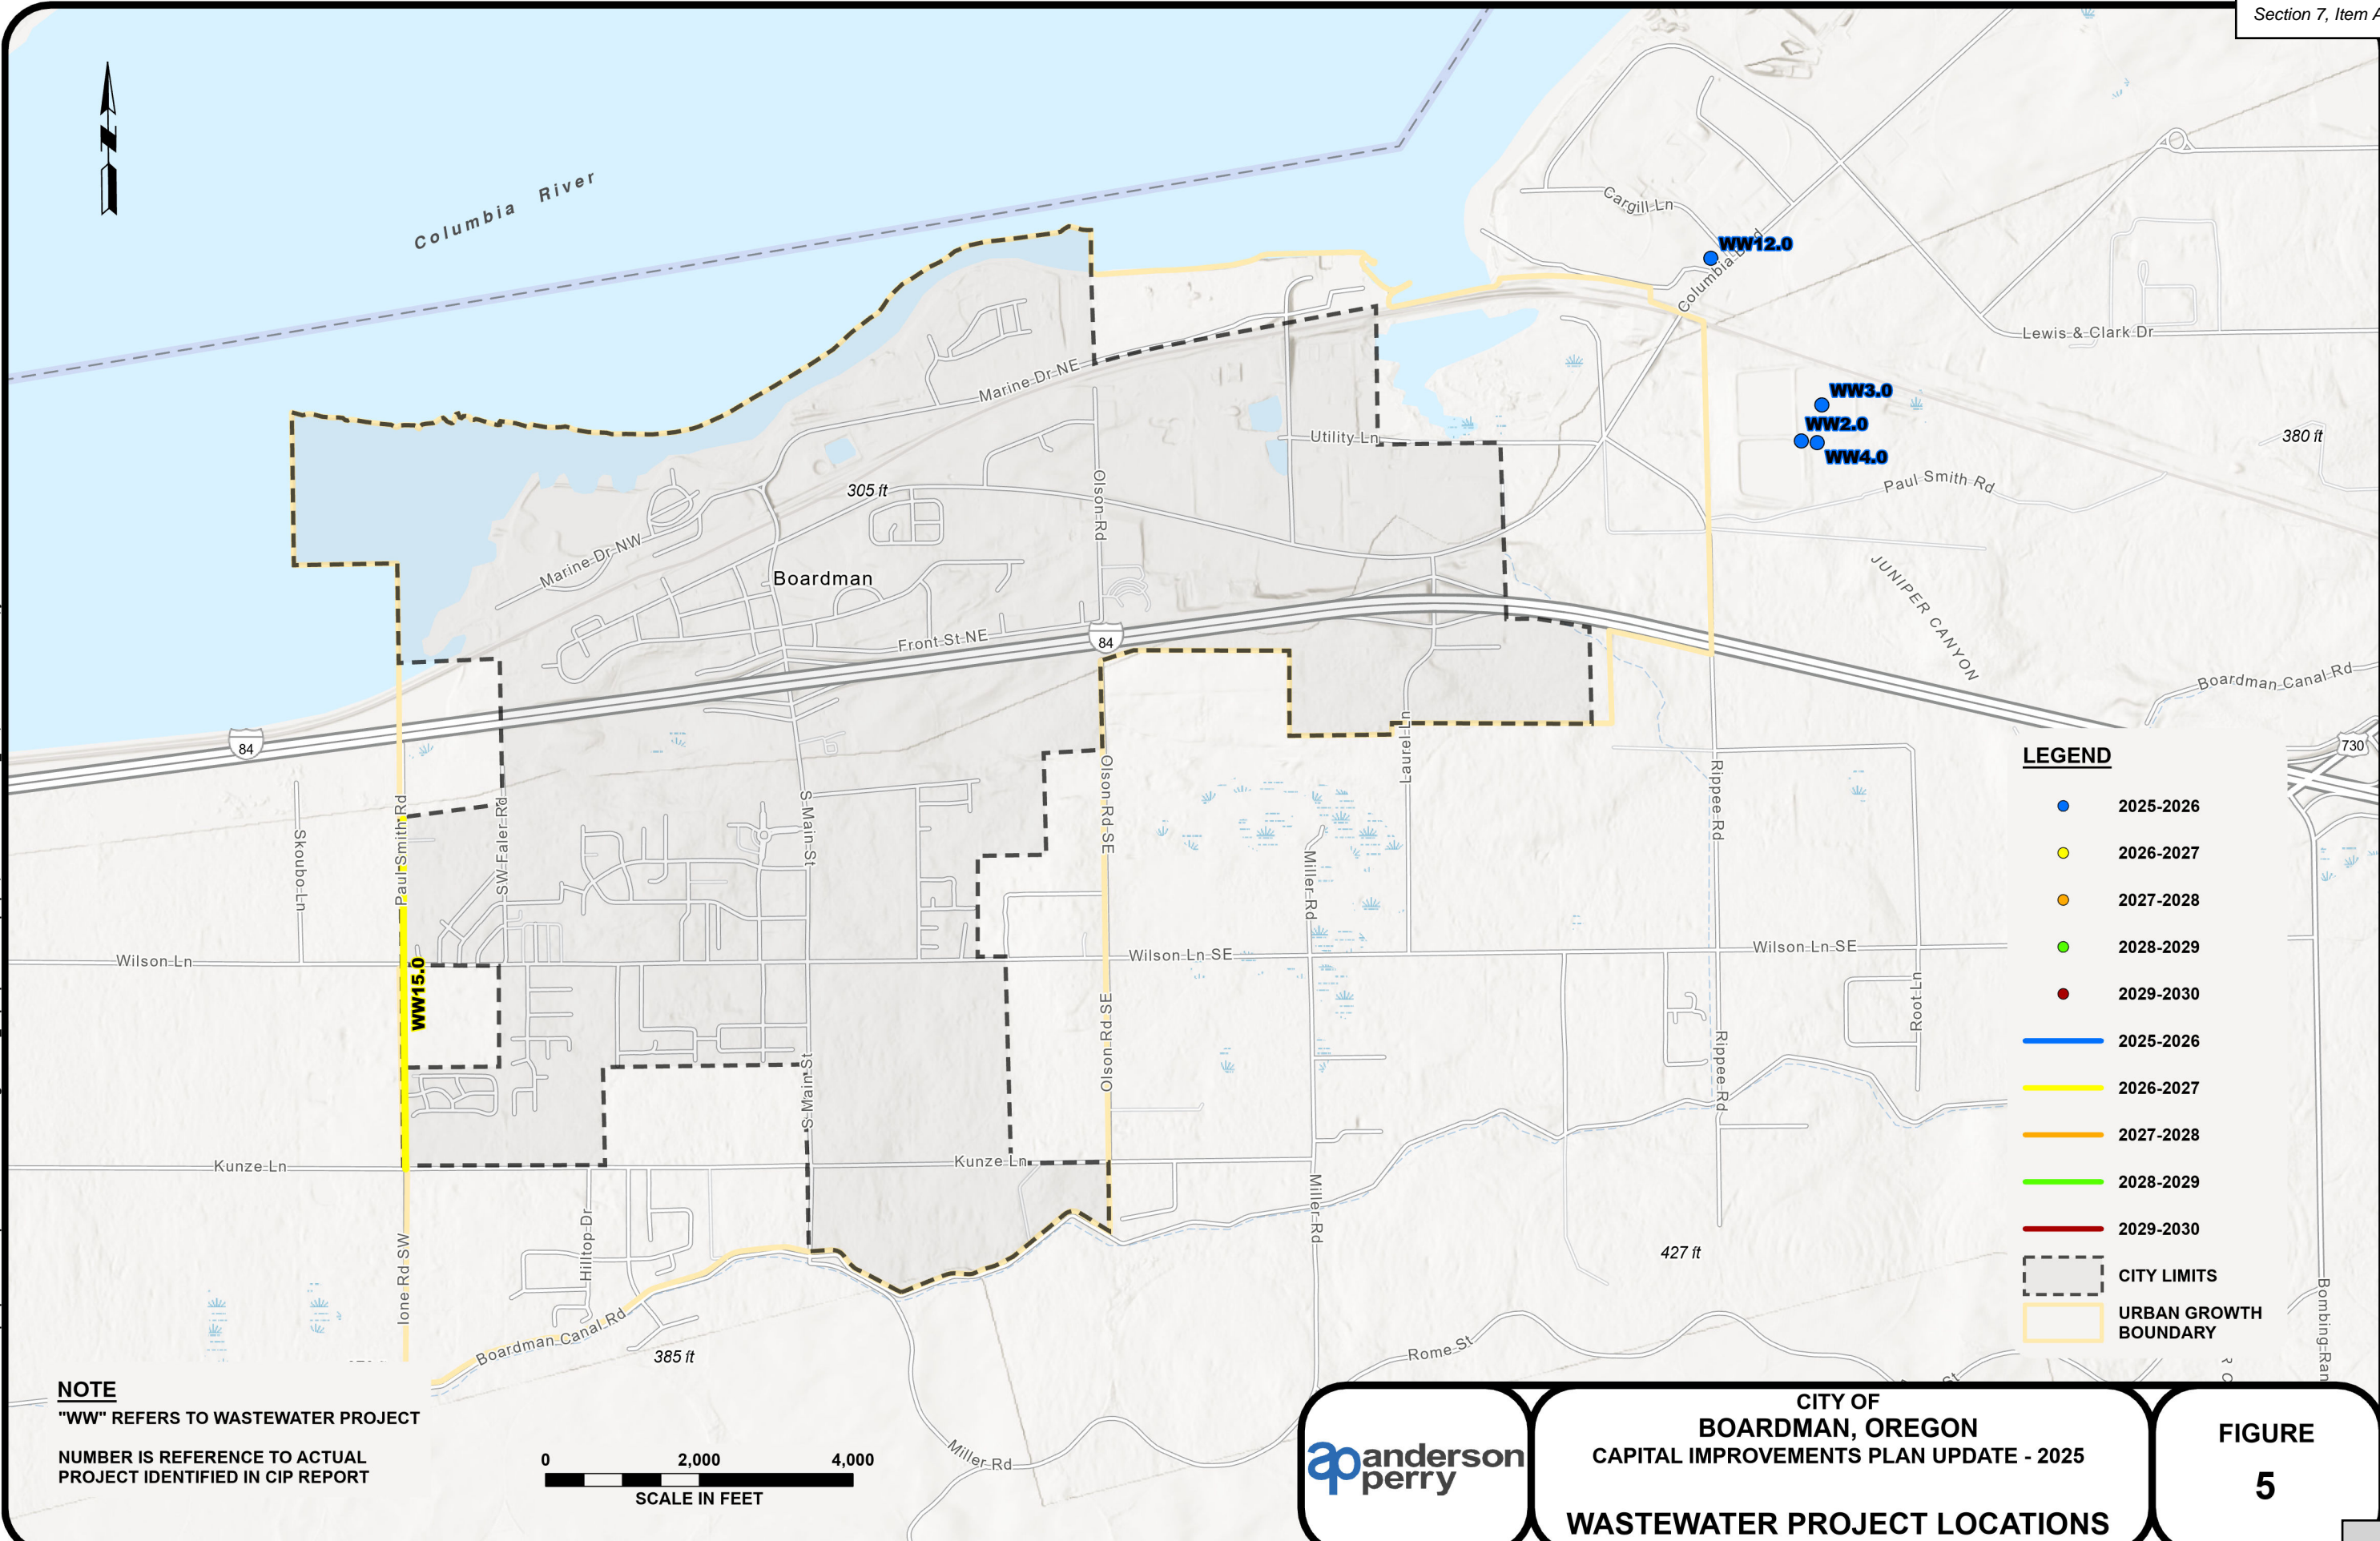 Section 7, Item A
N
Columbia River
Cargill Ln
WW12.0
Columbia
Lewis & Clark Dr
WW3.0
WW2.0
WW4.0
380 ft
Paul Smith Rd
Marine Dr NE
Utility Ln
305 ft
Olson Rd
Marine Dr NW
Boardman
JUNIPER CANYON
Front St NE
84
84
Boardman Canal Rd
730
Laurel Ln
Skoubo Ln
Paul Smith Rd
SW Faler Rd
S Main St
Olson Rd SE
Miller Rd
Rippee Rd
Wilson Ln
Wilson Ln SE
Wilson Ln SE
WW15.0
Olson Rd SE
S Main St
Rippee Rd
Root Ln
Kunze Ln
Kunze Ln
Ione Rd SW
Hilltop Dr
Miller Rd
427 ft
Boardman Canal Rd
385 ft
Rome St
St
Miller Rd
Bombing Ran
LEGEND
2025-2026
2026-2027
2027-2028
2028-2029
2029-2030
2025-2026
2026-2027
2027-2028
2028-2029
2029-2030
CITY LIMITS
URBAN GROWTH
BOUNDARY
NOTE
"WW" REFERS TO WASTEWATER PROJECT
NUMBER IS REFERENCE TO ACTUAL
PROJECT IDENTIFIED IN CIP REPORT
0 2,000 4,000
SCALE IN FEET
ap anderson
perry
CITY OF
BOARDMAN, OREGON
CAPITAL IMPROVEMENTS PLAN UPDATE - 2025
WASTEWATER PROJECT LOCATIONS
FIGURE
5